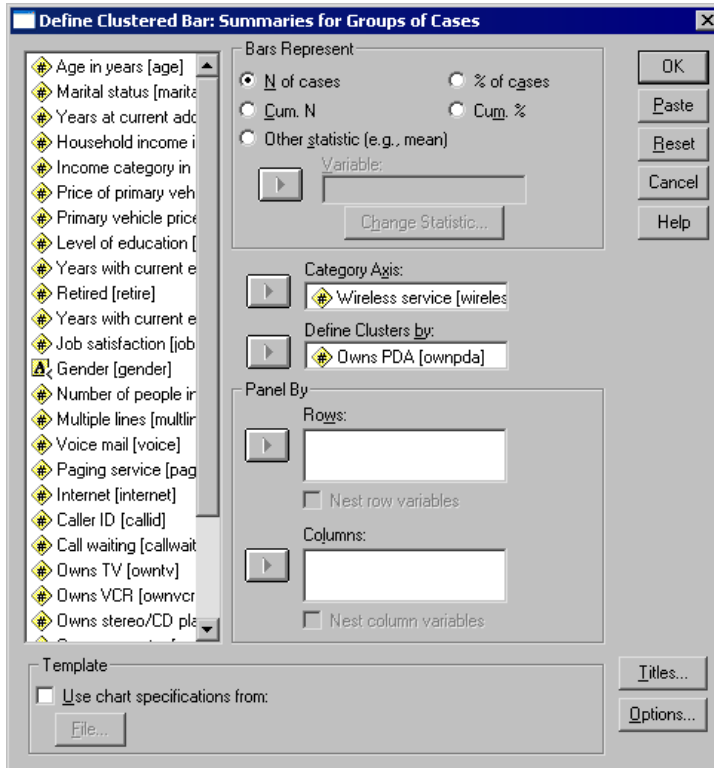 Define Clustered Bar: Summaries for Groups of Cases
Age in years [age]
Marital status [marita
Years at current add
Household income i
Income category in
Price of primary veh
Primary vehicle price
Level of education [
Years with current e
Retired [retire]
Years with current e
Job satisfaction [job
Gender [gender]
Number of people in
Multiple lines [multlin
Voice mail [voice]
Paging service [pag
Internet [internet]
Caller ID [callid]
Call waiting [callwait
Owns TV [owntv]
Owns VCR [ownvcr
Owns stereo/CD pla
Bars Represent
N of cases
% of cases
Cum. N
Cum. %
Other statistic (e.g., mean)
Variable:
Change Statistic...
Category Axis:
Wireless service [wireles
Define Clusters by:
Owns PDA [ownpda]
Panel By
Rows:
Nest row variables
Columns:
Nest column variables
OK
Paste
Reset
Cancel
Help
Template
Use chart specifications from:
File...
Titles...
Options...